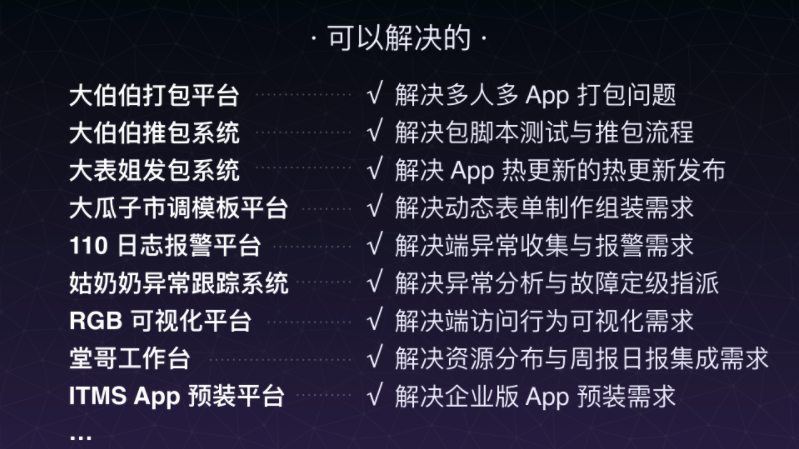 · 可以解决的 ·
大伯伯打包平台 ············ √ 解决多人多 App 打包问题
大伯伯推包系统 ············ √ 解决包脚本测试与推包流程
大表姐发包系统 ············ √ 解决 App 热更新的热更新发布
大瓜子市调模板平台 ······ √ 解决动态表单制作组装需求
110 日志报警平台 ·········· √ 解决端异常收集与报警需求
姑奶奶异常跟踪系统 ······ √ 解决异常分析与故障定级指派
RGB 可视化平台 ·········· √ 解决端访问行为可视化需求
堂哥工作台 ················ √ 解决资源分布与周报日报集成需求
ITMS App 预装平台 ······ √ 解决企业版 App 预装需求
...